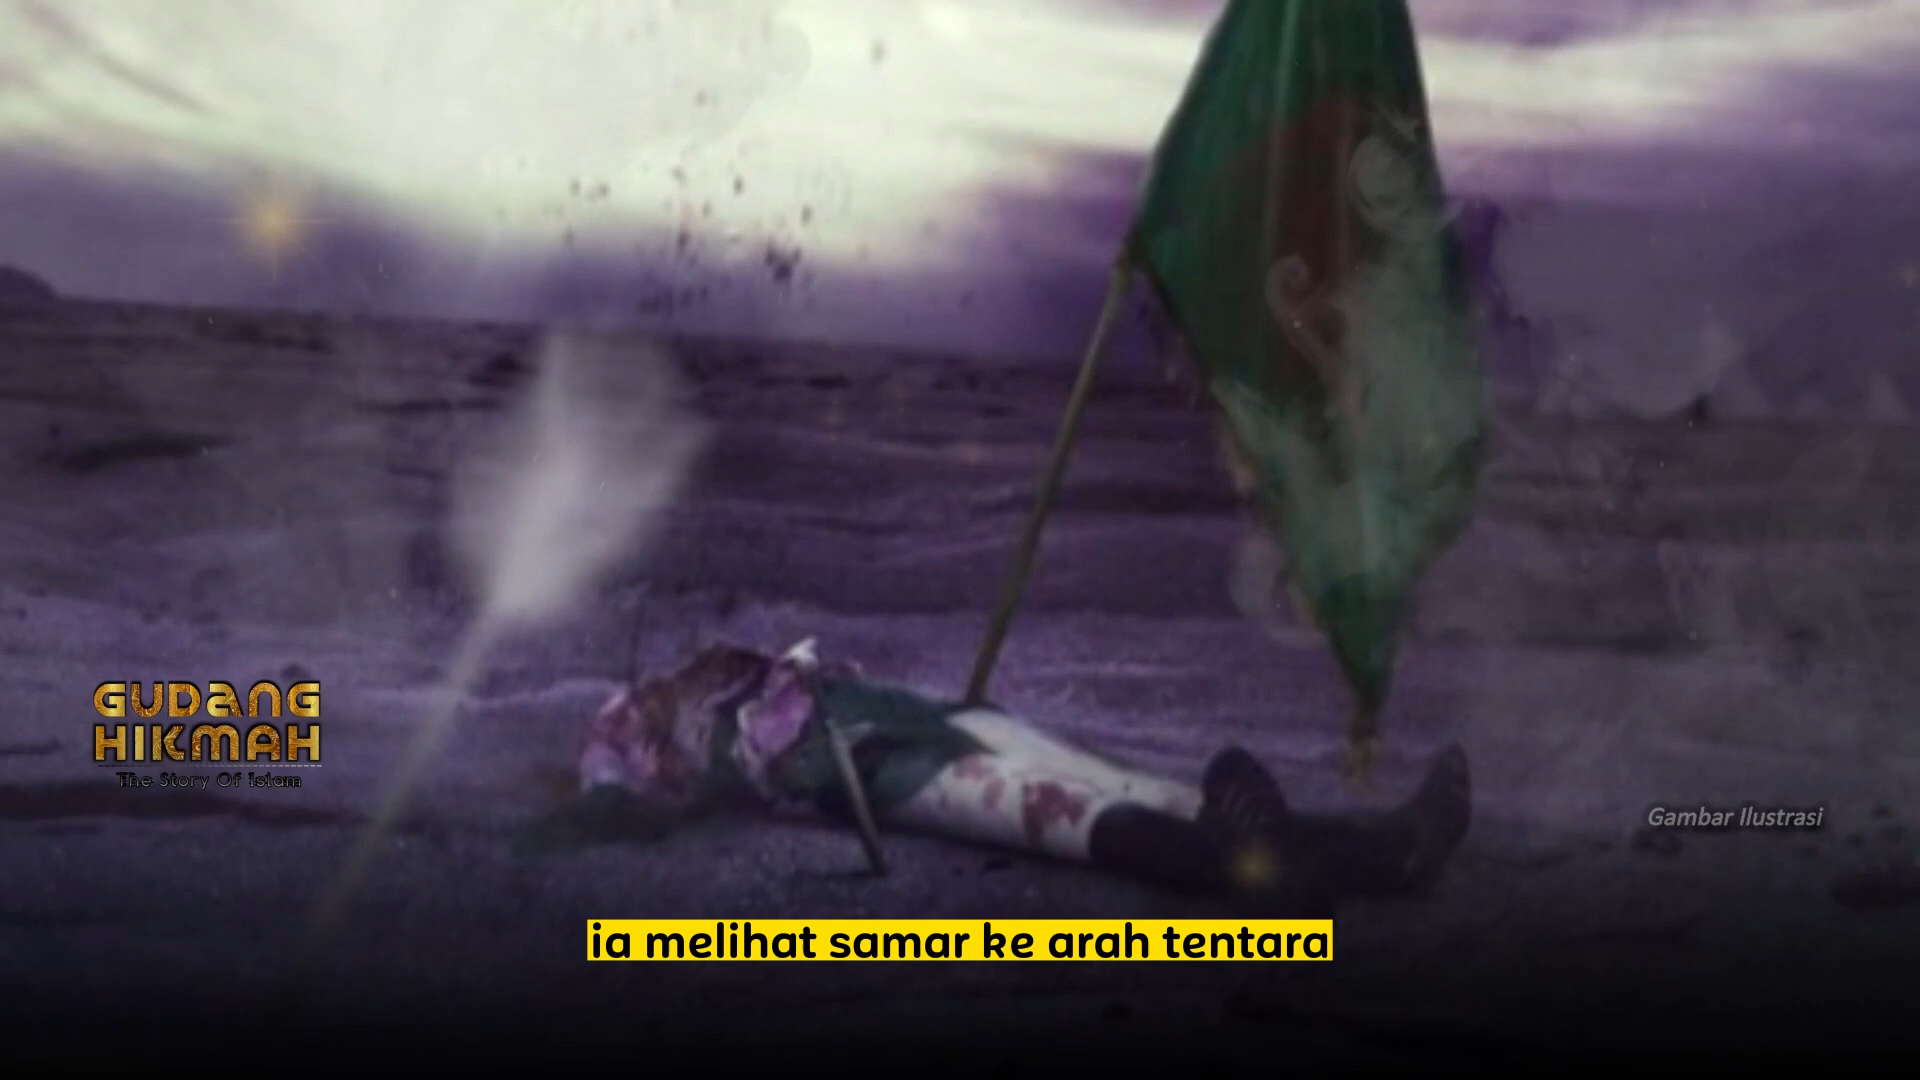 GUDANG
HIKMAH
The Story Of Islam
Gambar Ilustrasi
ia melihat samar ke arah tentara